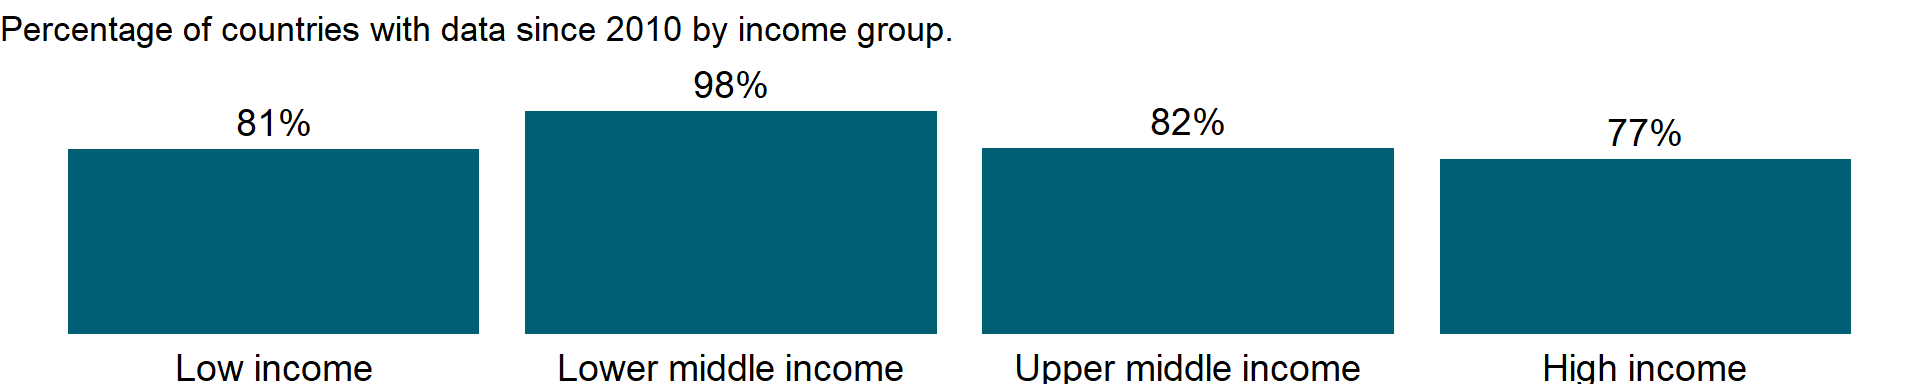 Percentage of countries with data since 2010 by income group.
98%
81%
82%
77%
Low income
Lower middle income
Upper middle income
High income